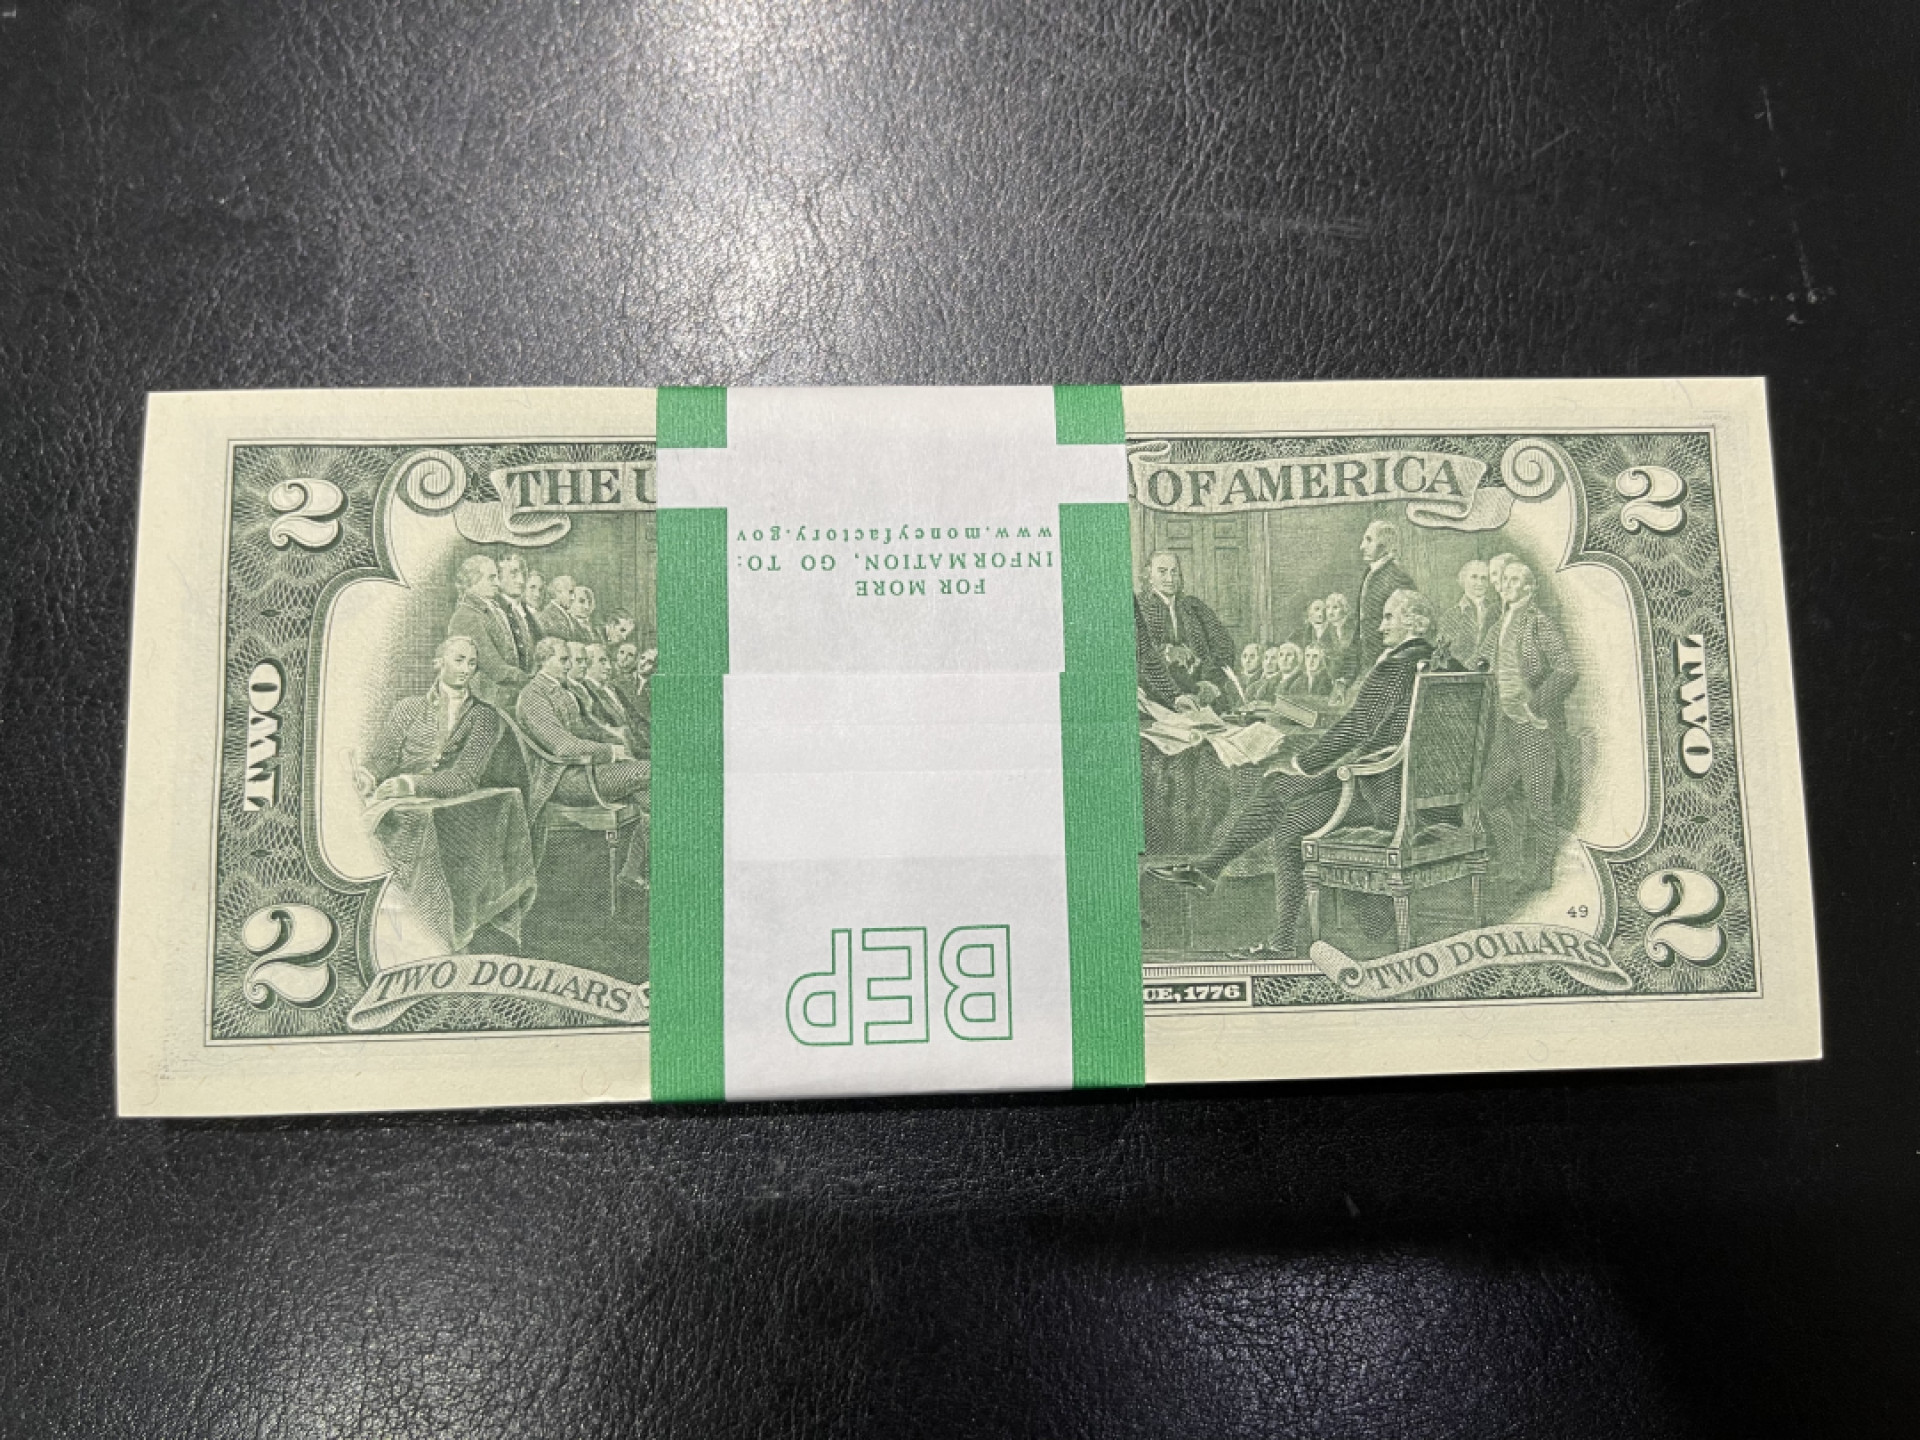 2
THE U
OF AMERICA
2
www.moneyfactory.gov
INFORMATION, GO TO:
FOR MORE
TWO
TWO
BEP
49
2
TWO DOLLARS
CE, 1776
TWO DOLLARS
2